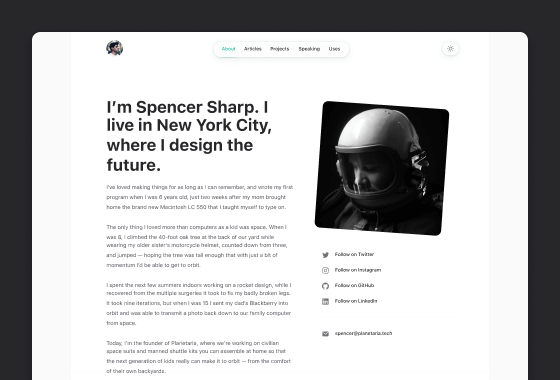 About Articles Projects Speaking Uses
I’m Spencer Sharp. I
live in New York City,
where I design the
future.
I’ve loved making things for as long as I can remember, and wrote my first
program when I was 6 years old, just two weeks after my mom brought
home the brand new Macintosh LC 550 that I taught myself to type on.
The only thing I loved more than computers as a kid was space. When I
was 8, I climbed the 40-foot oak tree at the back of our yard while
wearing my older sister’s motorcycle helmet, counted down from three,
and jumped — hoping the tree was tall enough that with just a bit of
momentum I’d be able to get to orbit.
I spent the next few summers indoors working on a rocket design, while I
recovered from the multiple surgeries it took to fix my badly broken legs.
It took nine iterations, but when I was 15 I sent my dad’s Blackberry into
orbit and was able to transmit a photo back down to our family computer
from space.
Today, I’m the founder of Planetaria, where we’re working on civilian
space suits and manned shuttle kits you can assemble at home so that
the next generation of kids really can make it to orbit — from the comfort
of their own backyards.
Follow on Twitter
Follow on Instagram
Follow on GitHub
Follow on LinkedIn
spencer@planetaria.tech